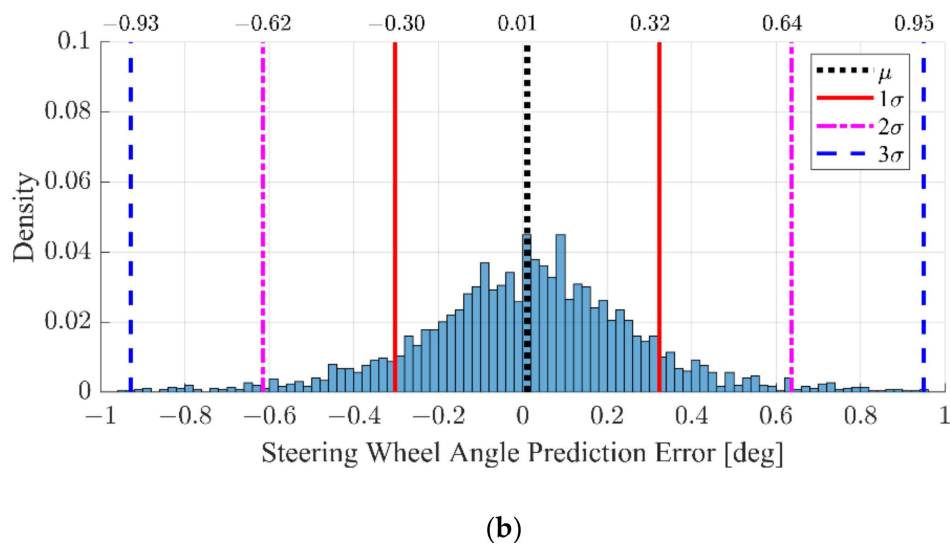 −0.93 −0.62 −0.30 0.01 0.32 0.64 0.95
0.1
0.08
0.06
0.04
0.02
0
Density
μ
1σ
2σ
3σ
−1 −0.8 −0.6 −0.4 −0.2 0 0.2 0.4 0.6 0.8 1
Steering Wheel Angle Prediction Error [deg]
(b)